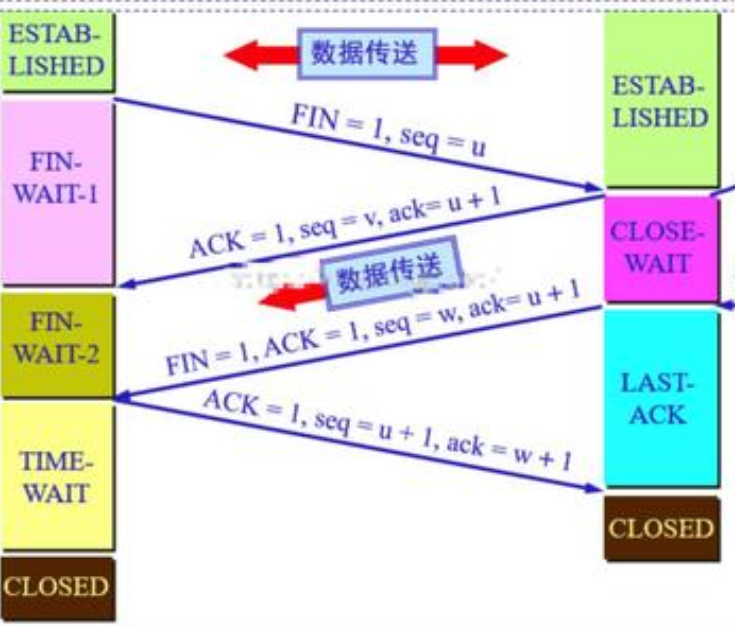 ESTAB-
LISHED
数据传送
ESTAB-
LISHED
FIN = 1, seq = u
FIN-
WAIT-1
ACK = 1, seq = v, ack= u + 1
CLOSE-
WAIT
数据传送
FIN-
WAIT-2
FIN = 1, ACK = 1, seq = w, ack= u + 1
LAST-
ACK
ACK = 1, seq = u + 1, ack = w + 1
TIME-
WAIT
CLOSED
CLOSED